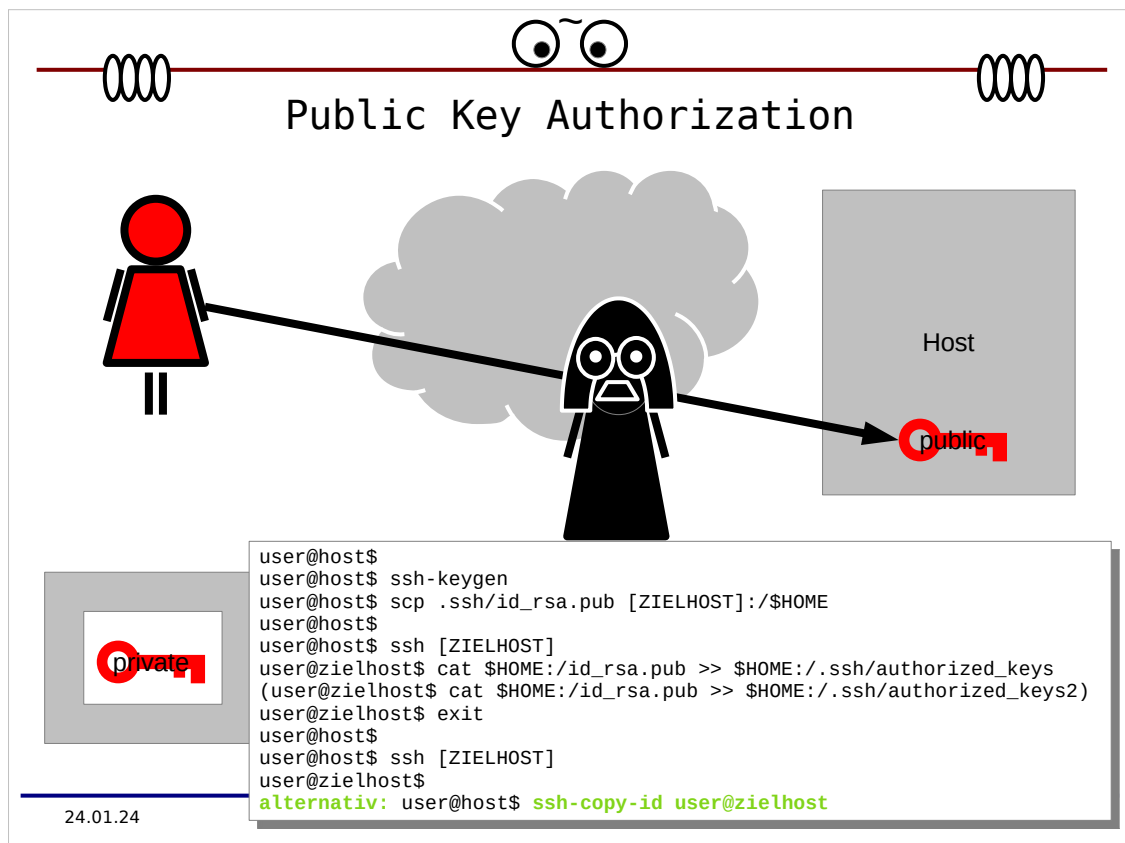 ~
Public Key Authorization
Host
public
private
user@host$
user@host$ ssh-keygen
user@host$ scp .ssh/id_rsa.pub [ZIELHOST]:/$HOME
user@host$
user@host$ ssh [ZIELHOST]
user@zielhost$ cat $HOME:/id_rsa.pub >> $HOME:/.ssh/authorized_keys
(user@zielhost$ cat $HOME:/id_rsa.pub >> $HOME:/.ssh/authorized_keys2)
user@zielhost$ exit
user@host$
user@host$ ssh [ZIELHOST]
user@zielhost$
alternativ: user@host$ ssh-copy-id user@zielhost
24.01.24